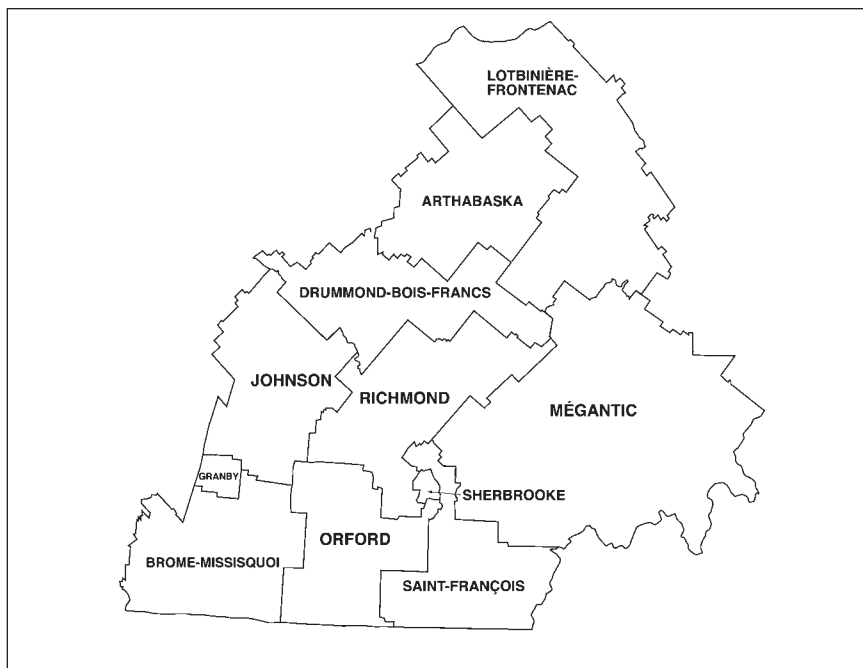 LOTBINIÈRE-
FRONTENAC
ARTHABASKA
DRUMMOND-BOIS-FRANCS
JOHNSON
RICHMOND
MÉGANTIC
GRANBY
SHERBROOKE
ORFORD
BROME-MISSISQUOI
SAINT-FRANÇOIS